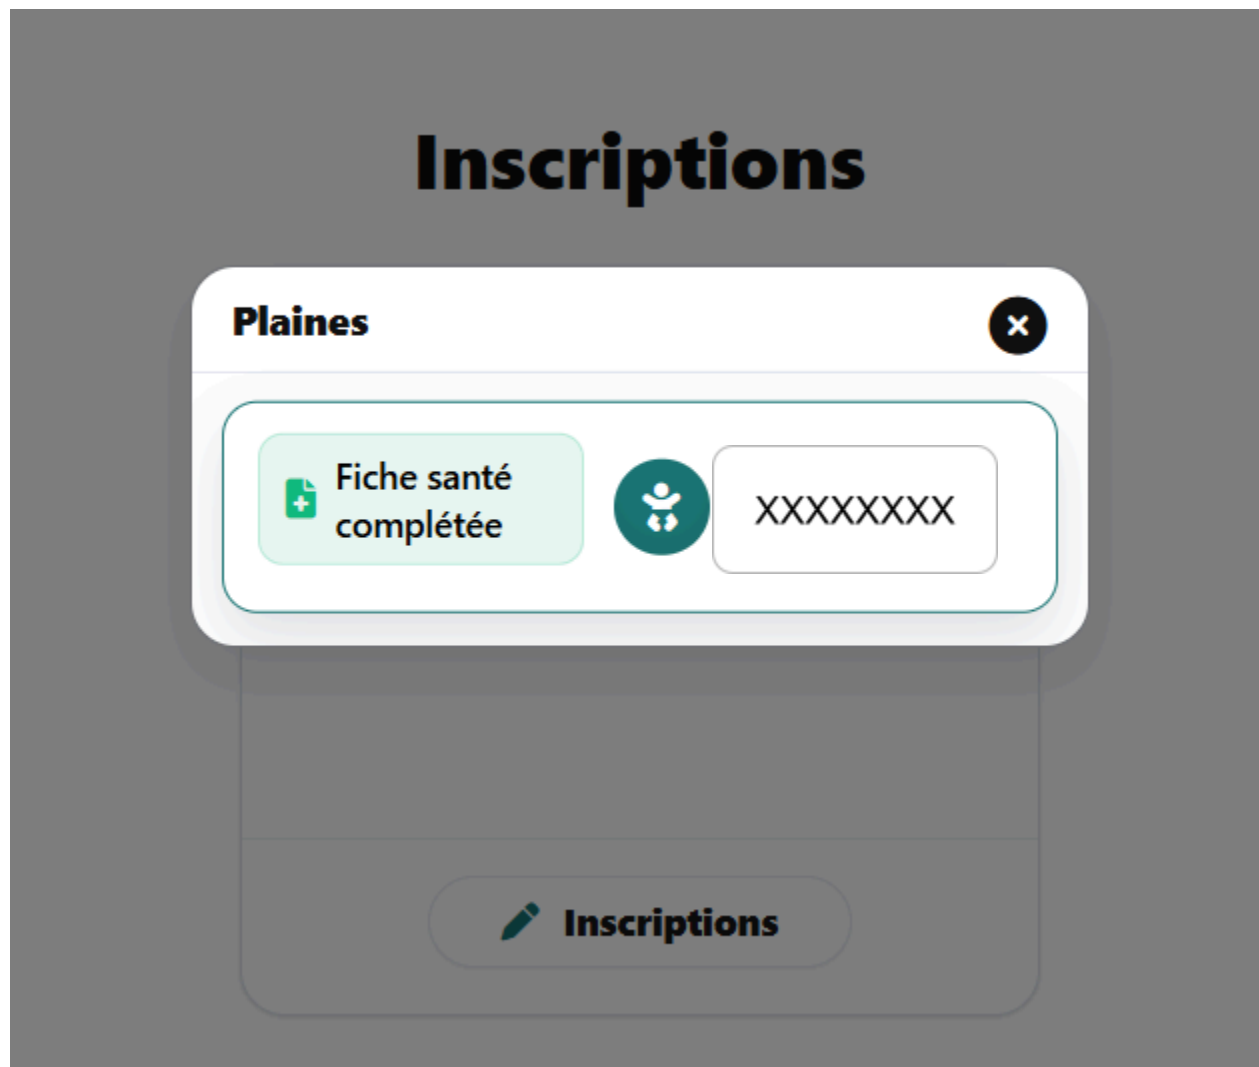 Inscriptions
Plaines
Fiche santé
complétée
XXXXXXXX
Inscriptions